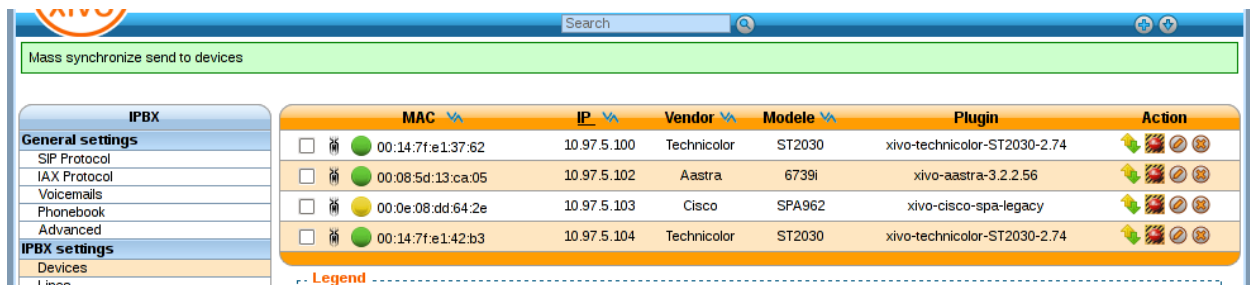 XIVO
Search
Mass synchronize send to devices
IPBX
General settings
SIP Protocol
IAX Protocol
Voicemails
Phonebook
Advanced
IPBX settings
Devices
Lines
MAC IP Vendor Modele Plugin Action
00:14:7f:e1:37:62 10.97.5.100 Technicolor ST2030 xivo-technicolor-ST2030-2.74
00:08:5d:13:ca:05 10.97.5.102 Aastra 6739i xivo-aastra-3.2.2.56
00:0e:08:dd:64:2e 10.97.5.103 Cisco SPA962 xivo-cisco-spa-legacy
00:14:7f:e1:42:b3 10.97.5.104 Technicolor ST2030 xivo-technicolor-ST2030-2.74
Legend